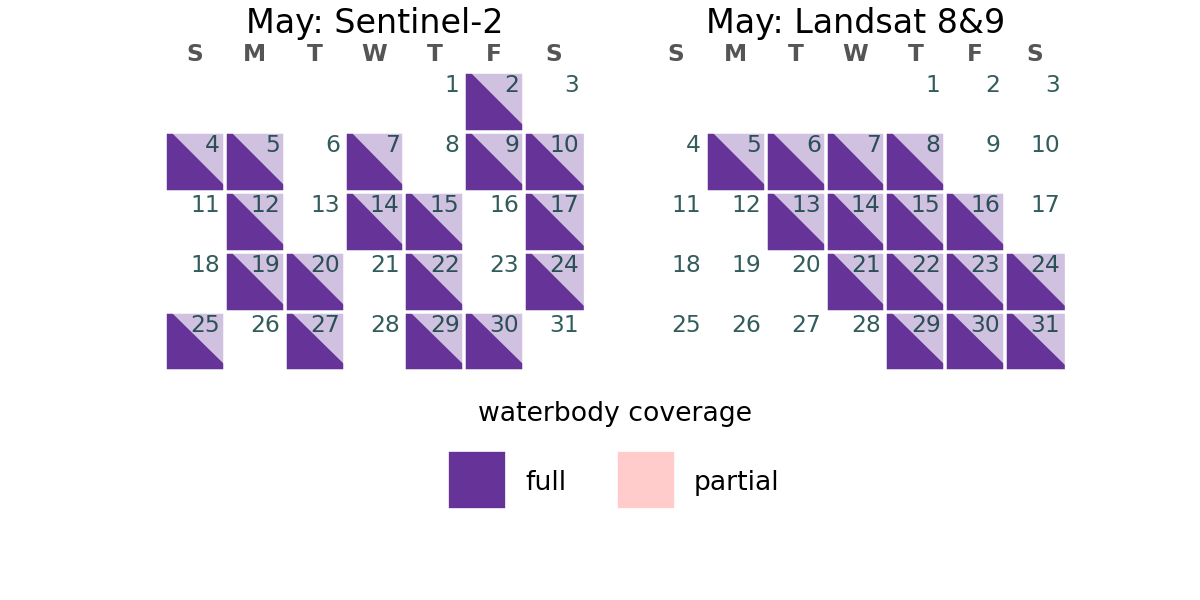 May: Sentinel-2
S M T W T F S
1 2 3
4 5 6 7 8 9 10
11 12 13 14 15 16 17
18 19 20 21 22 23 24
25 26 27 28 29 30 31
May: Landsat 8&9
S M T W T F S
1 2 3
4 5 6 7 8 9 10
11 12 13 14 15 16 17
18 19 20 21 22 23 24
25 26 27 28 29 30 31
waterbody coverage
full partial